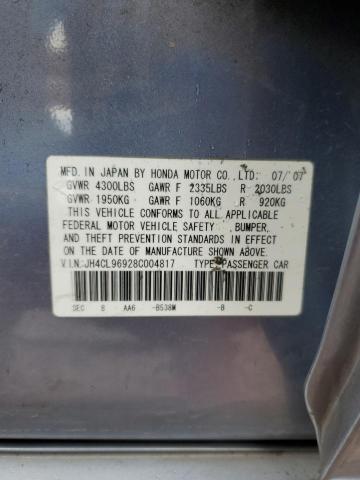 MFD. IN JAPAN BY HONDA MOTOR CO., LTD: 07/'07
GVWR 4300LBS GAWR F 2335LBS R 2030LBS
GVWR 1950KG GAWR F 1060KG R 920KG
THIS VEHICLE CONFORMS TO ALL APPLICABLE
FEDERAL MOTOR VEHICLE SAFETY , BUMPER,
AND THEFT PREVENTION STANDARDS IN EFFECT
ON THE DATE OF MANUFACTURE SHOWN ABOVE.
V.I.N: JH4CL96928C004817 TYPE: PASSENGER CAR
SEC 8 AA6 -B538M -B -C